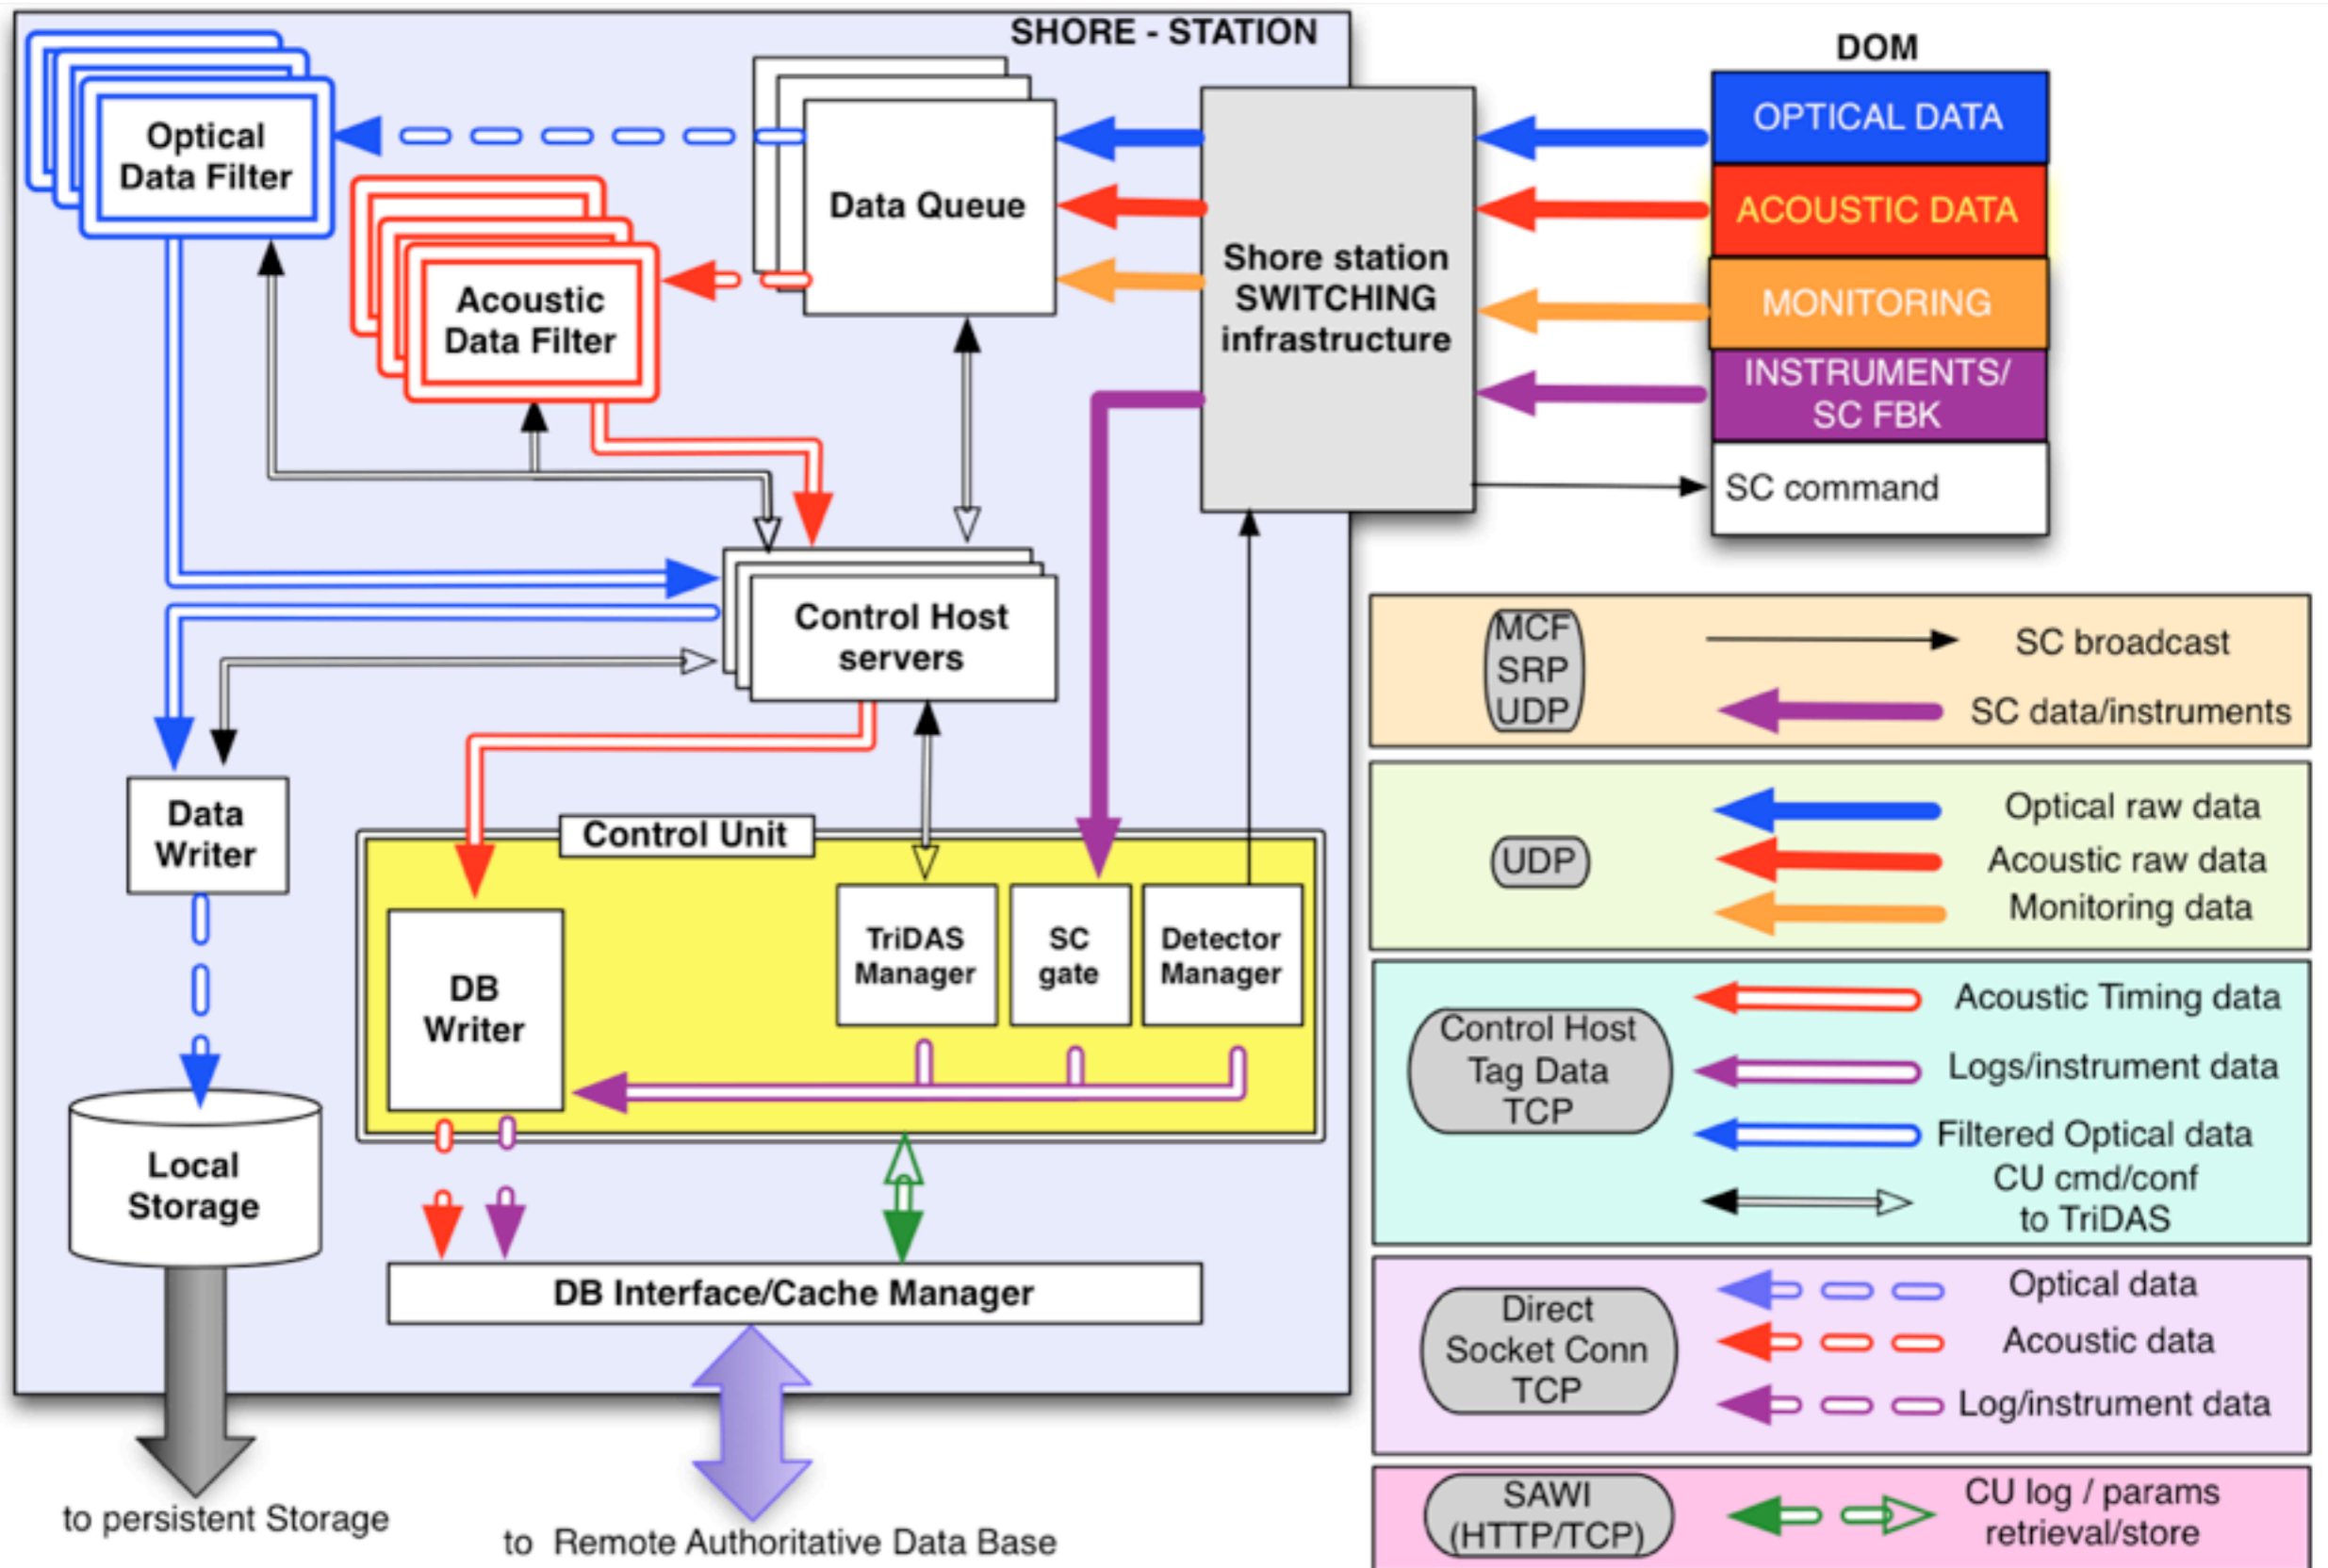 SHORE - STATION
DOM
Optical
Data Filter
Data Queue
Acoustic
Data Filter
Shore station
SWITCHING
infrastructure
OPTICAL DATA
ACOUSTIC DATA
MONITORING
INSTRUMENTS/
SC FBK
SC command
Control Host
servers
Data
Writer
Control Unit
DB
Writer
TriDAS
Manager
SC
gate
Detector
Manager
Local
Storage
DB Interface/Cache Manager
to persistent Storage
to Remote Authoritative Data Base
MCF
SRP
UDP
SC broadcast
SC data/instruments
UDP
Optical raw data
Acoustic raw data
Monitoring data
Control Host
Tag Data
TCP
Acoustic Timing data
Logs/instrument data
Filtered Optical data
CU cmd/conf
to TriDAS
Direct
Socket Conn
TCP
Optical data
Acoustic data
Log/instrument data
SAWI
(HTTP/TCP)
CU log / params
retrieval/store